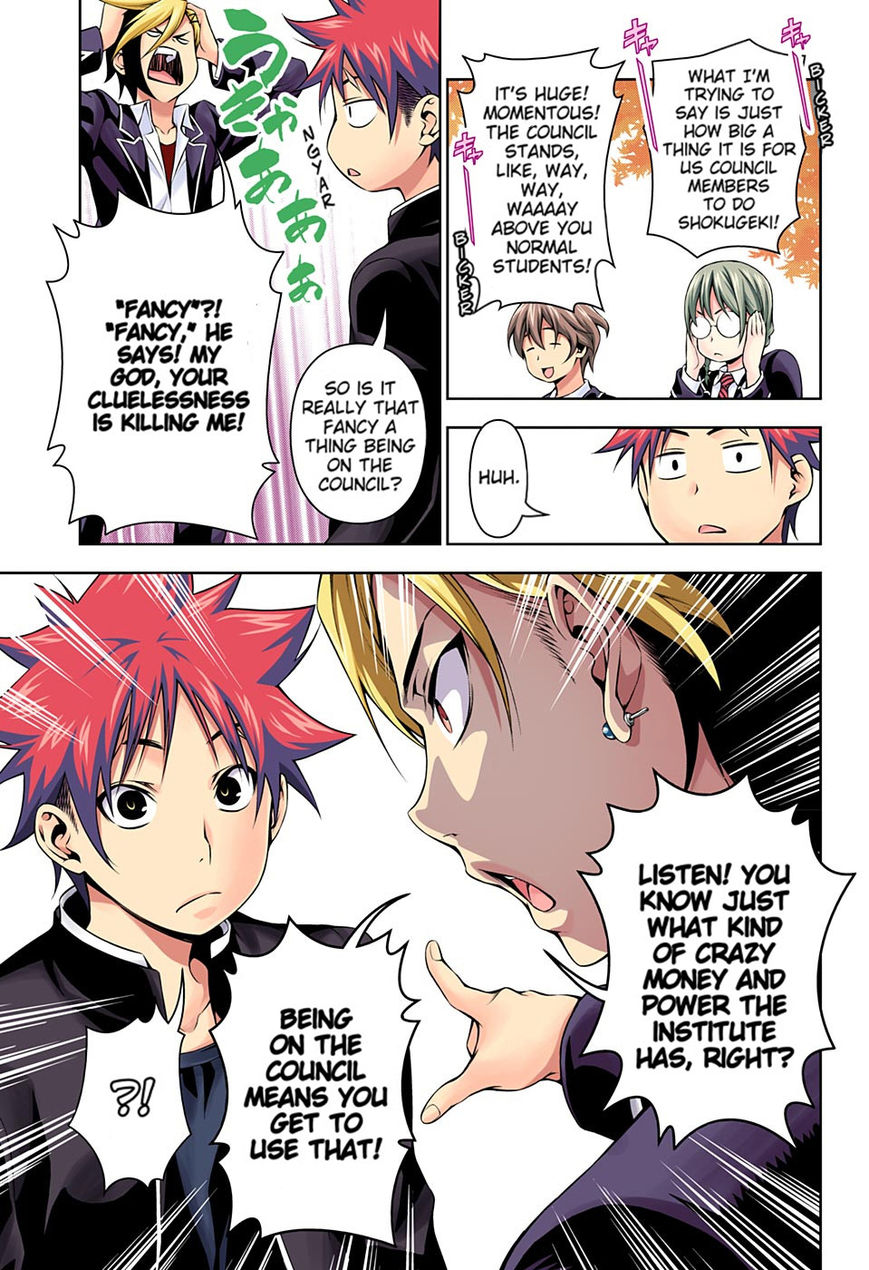 キャ
キャ
キャ
BICKER
WHAT I'M
TRYING TO
SAY IS JUST
HOW BIG A
THING IT IS FOR
US COUNCIL
MEMBERS
TO DO
SHOKUGEKI!
IT'S HUGE!
MOMENTOUS!
THE COUNCIL
STANDS,
LIKE, WAY,
WAY,
WAAAAY
ABOVE YOU
NORMAL
STUDENTS!
BICKER
HUH.
SO IS IT
REALLY THAT
FANCY A
THING BEING
ON THE
COUNCIL?
うぎゃあああぁ
NGYAR
"FANCY"?!
"FANCY," HE
SAYS! MY
GOD, YOUR
CLUELESSNESS
IS KILLING ME!
LISTEN! YOU
KNOW JUST
WHAT KIND
OF CRAZY
MONEY AND
POWER THE
INSTITUTE
HAS, RIGHT?
BEING
ON THE
COUNCIL
MEANS YOU
GET TO
USE THAT!
?!